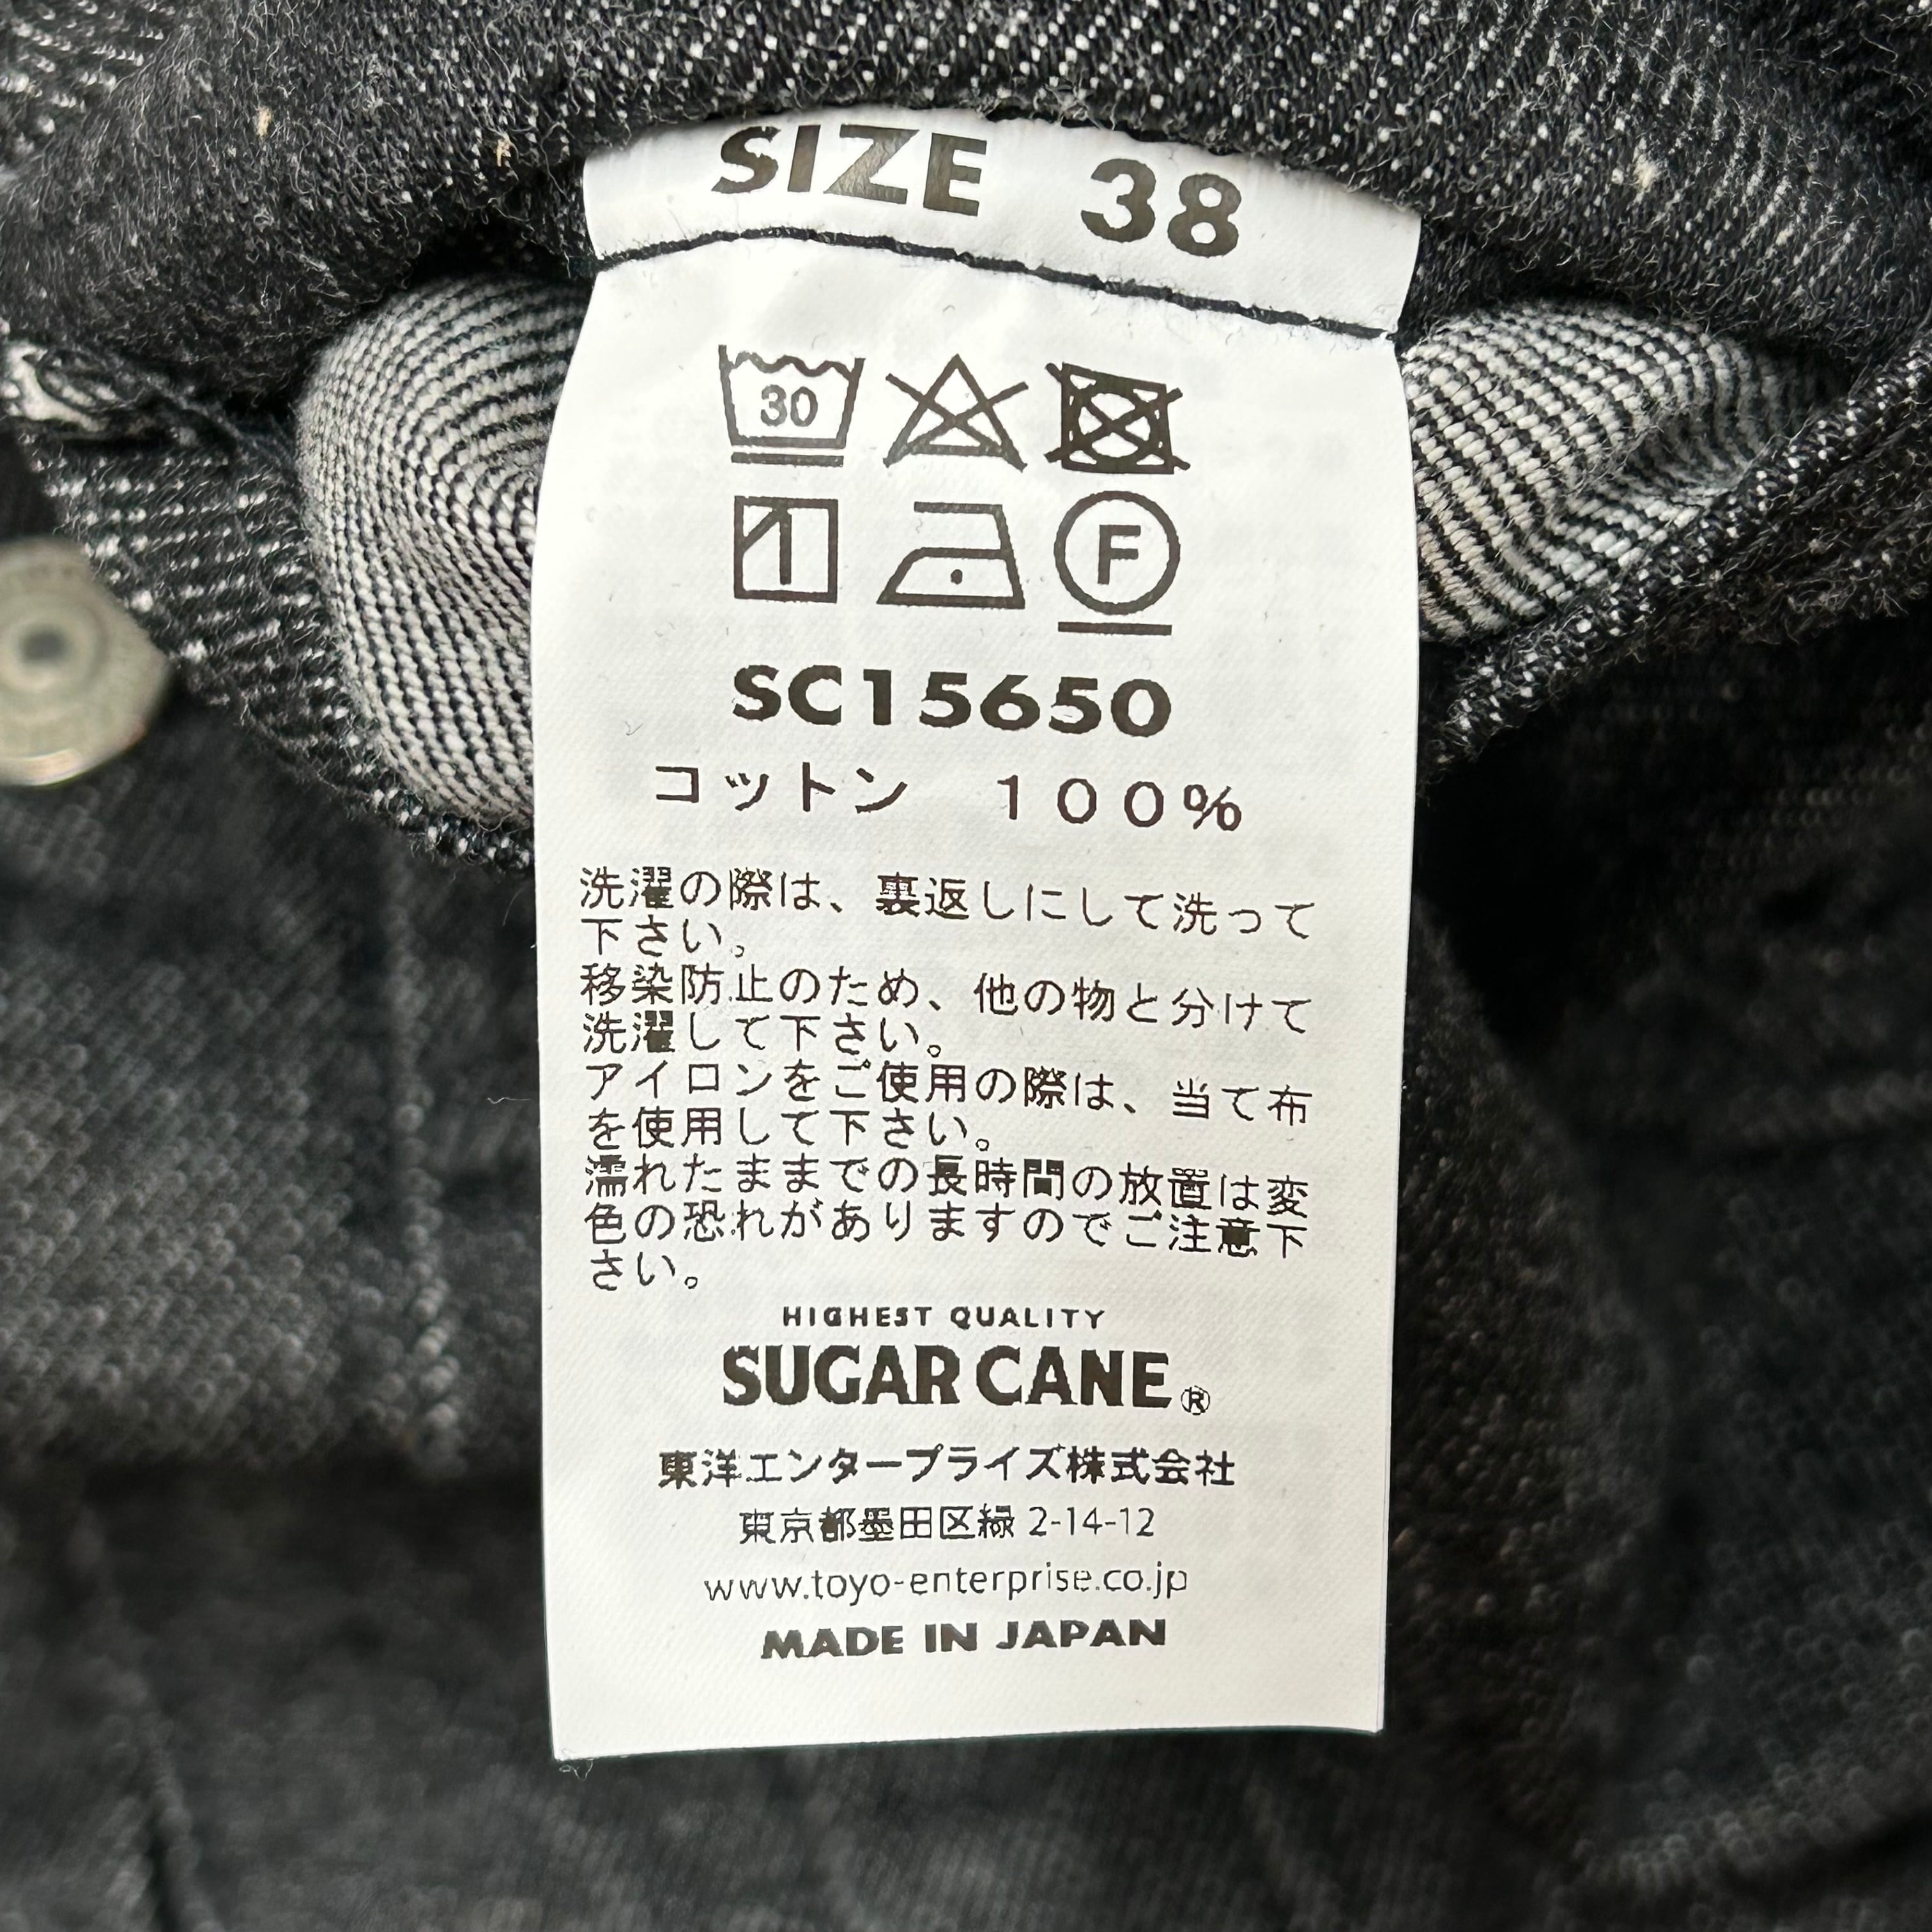 SIZE 38
30
F
SC15650
コットン 100%
洗濯の際は、裏返しにして洗って
下さい。
移染防止のため、他の物と分けて
洗濯して下さい。
アイロンをご使用の際は、当て布
を使用して下さい。
濡れたままでの長時間の放置は変
色の恐れがありますのでご注意下
さい。
HIGHEST QUALITY
SUGAR CANE®
東洋エンタープライズ株式会社
東京都墨田区緑 2-14-12
www.toyo-enterprise.co.jp
MADE IN JAPAN